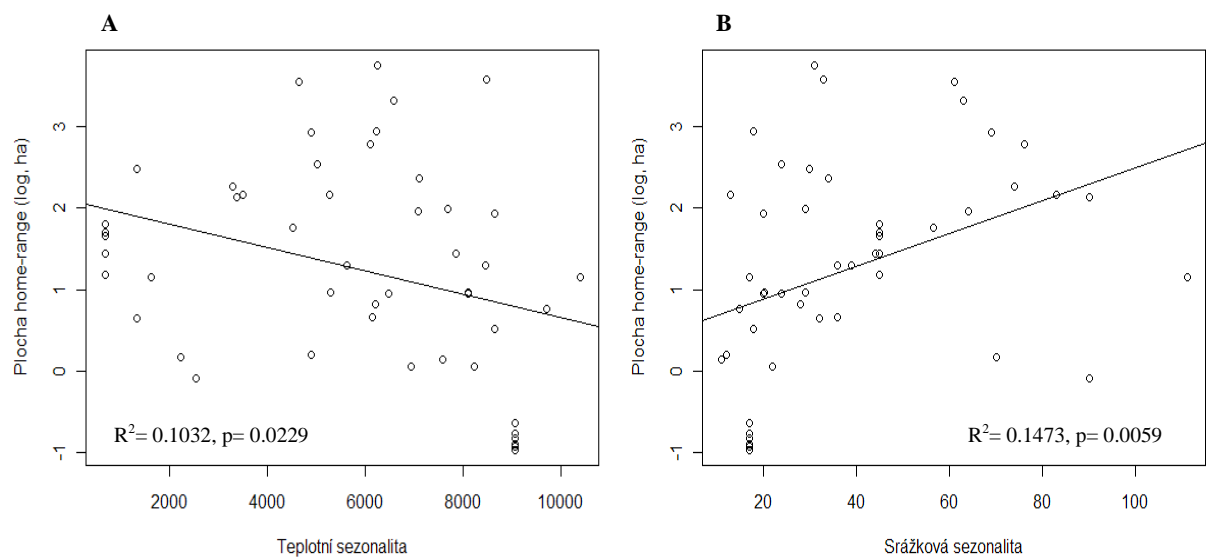 A
B
Plocha home-range (log, ha)
3
2
1
0
-1
R²= 0.1032, p= 0.0229
2000 4000 6000 8000 10000
Teplotní sezonalita
Plocha home-range (log, ha)
3
2
1
0
-1
R²= 0.1473, p= 0.0059
20 40 60 80 100
Srážková sezonalita